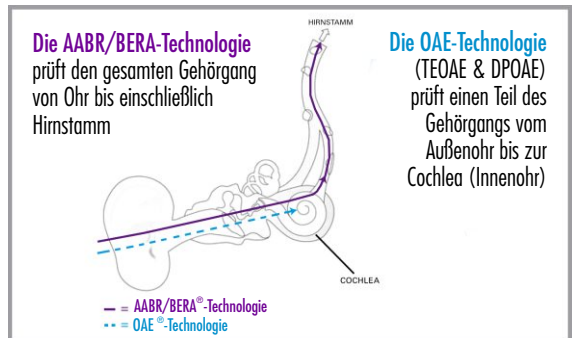 Die AABR/BERA-Technologie
prüft den gesamten Gehörgang
von Ohr bis einschließlich
Hirnstamm
HIRNSTAMM
Die OAE-Technologie
(TEOAE & DPOAE)
prüft einen Teil des
Gehörgangs vom
Außenohr bis zur
Cochlea (Innenohr)
COCHLEA
= AABR/BERA®-Technologie
= OAE®-Technologie